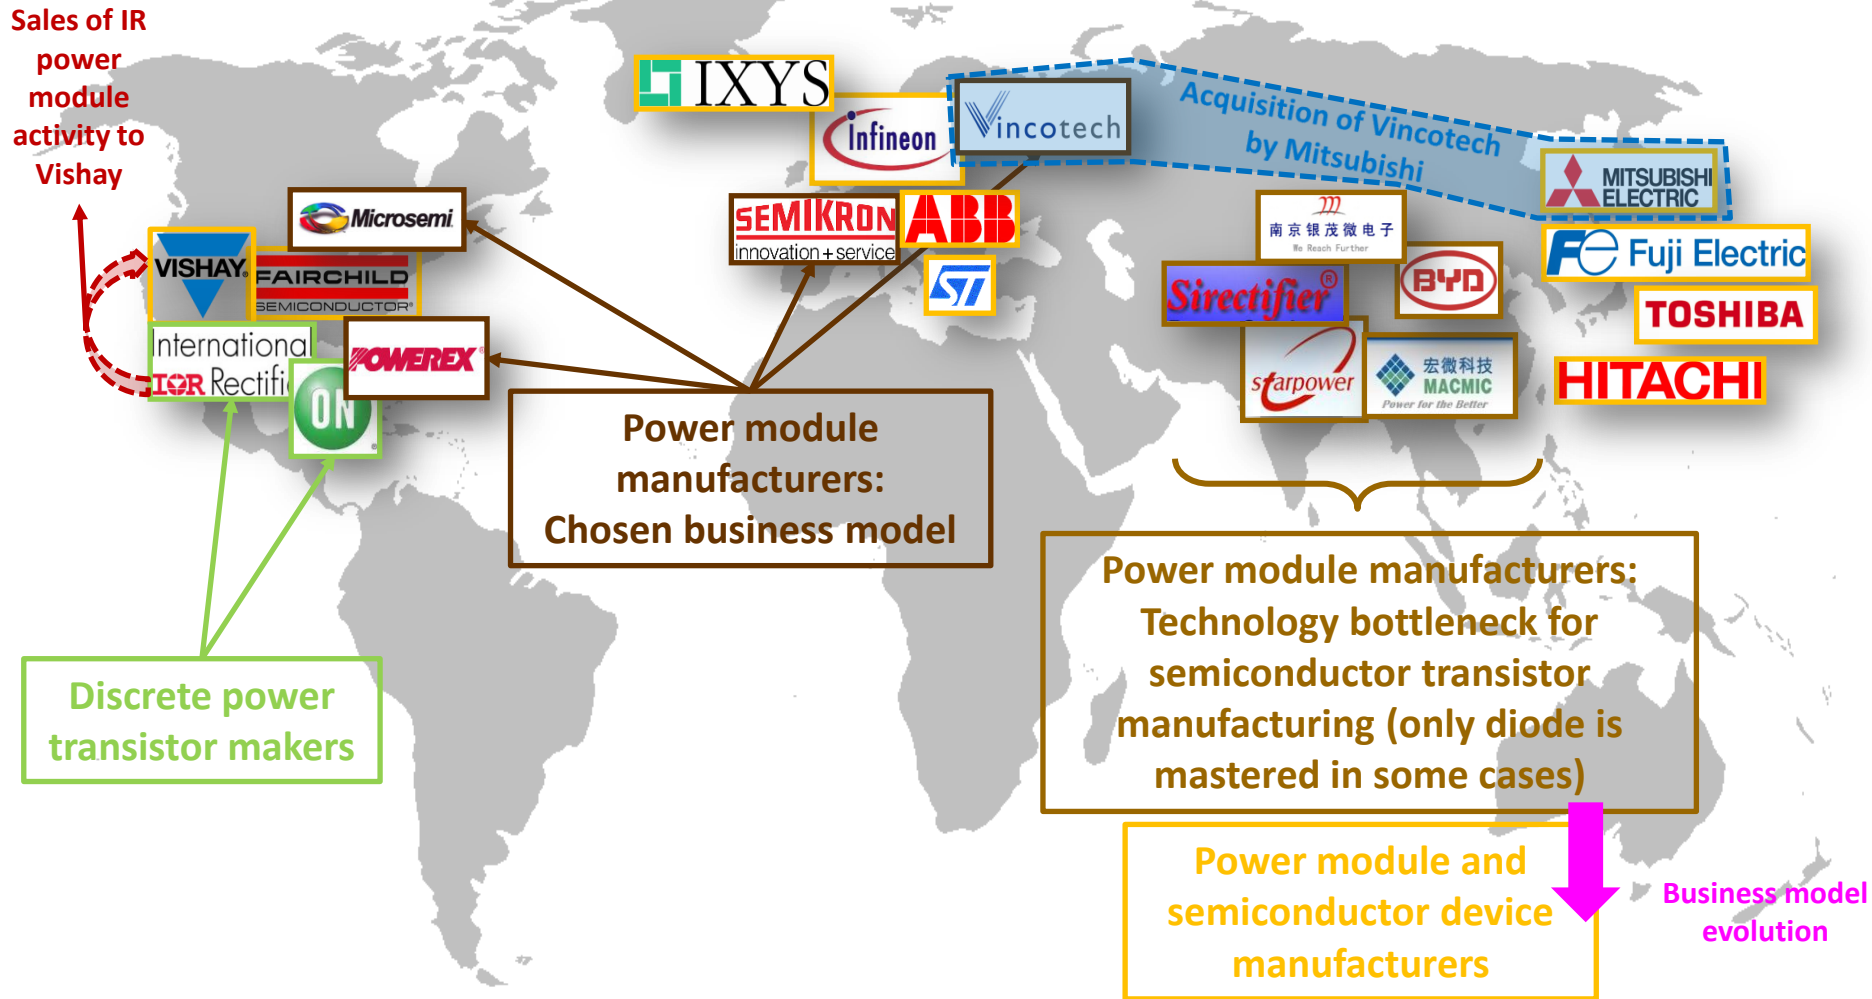 Sales of IR
power
module
activity to
Vishay
IXYS
infineon
Vincotech
Acquisition of Vincotech
by Mitsubishi
MITSUBISHI
ELECTRIC
Microsemi
SEMIKRON
innovation+service
ABB
ST
南京银茂微电子
We Reach Further
BYD
Fuji Electric
VISHAY
FAIRCHILD
SEMICONDUCTOR®
Sirectifier®
TOSHIBA
International
IOR Rectifi
ON
POWEREX®
starpower
宏微科技
MACMIC
Power for the Better
HITACHI
Power module
manufacturers:
Chosen business model
Discrete power
transistor makers
Power module manufacturers:
Technology bottleneck for
semiconductor transistor
manufacturing (only diode is
mastered in some cases)
Power module and
semiconductor device
manufacturers
Business model
evolution